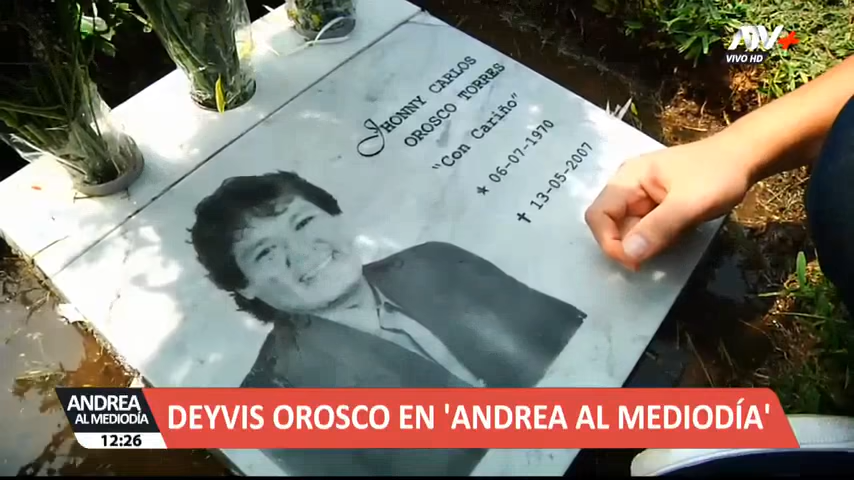 ATV+
VIVO HD
JHONNY CARLOS
OROSCO TORRES
"Con Cariño"
* 06-07-1970
✝ 13-05-2007
ANDREA
AL MEDIODÍA
12:26
DEYVIS OROSCO EN 'ANDREA AL MEDIODÍA'